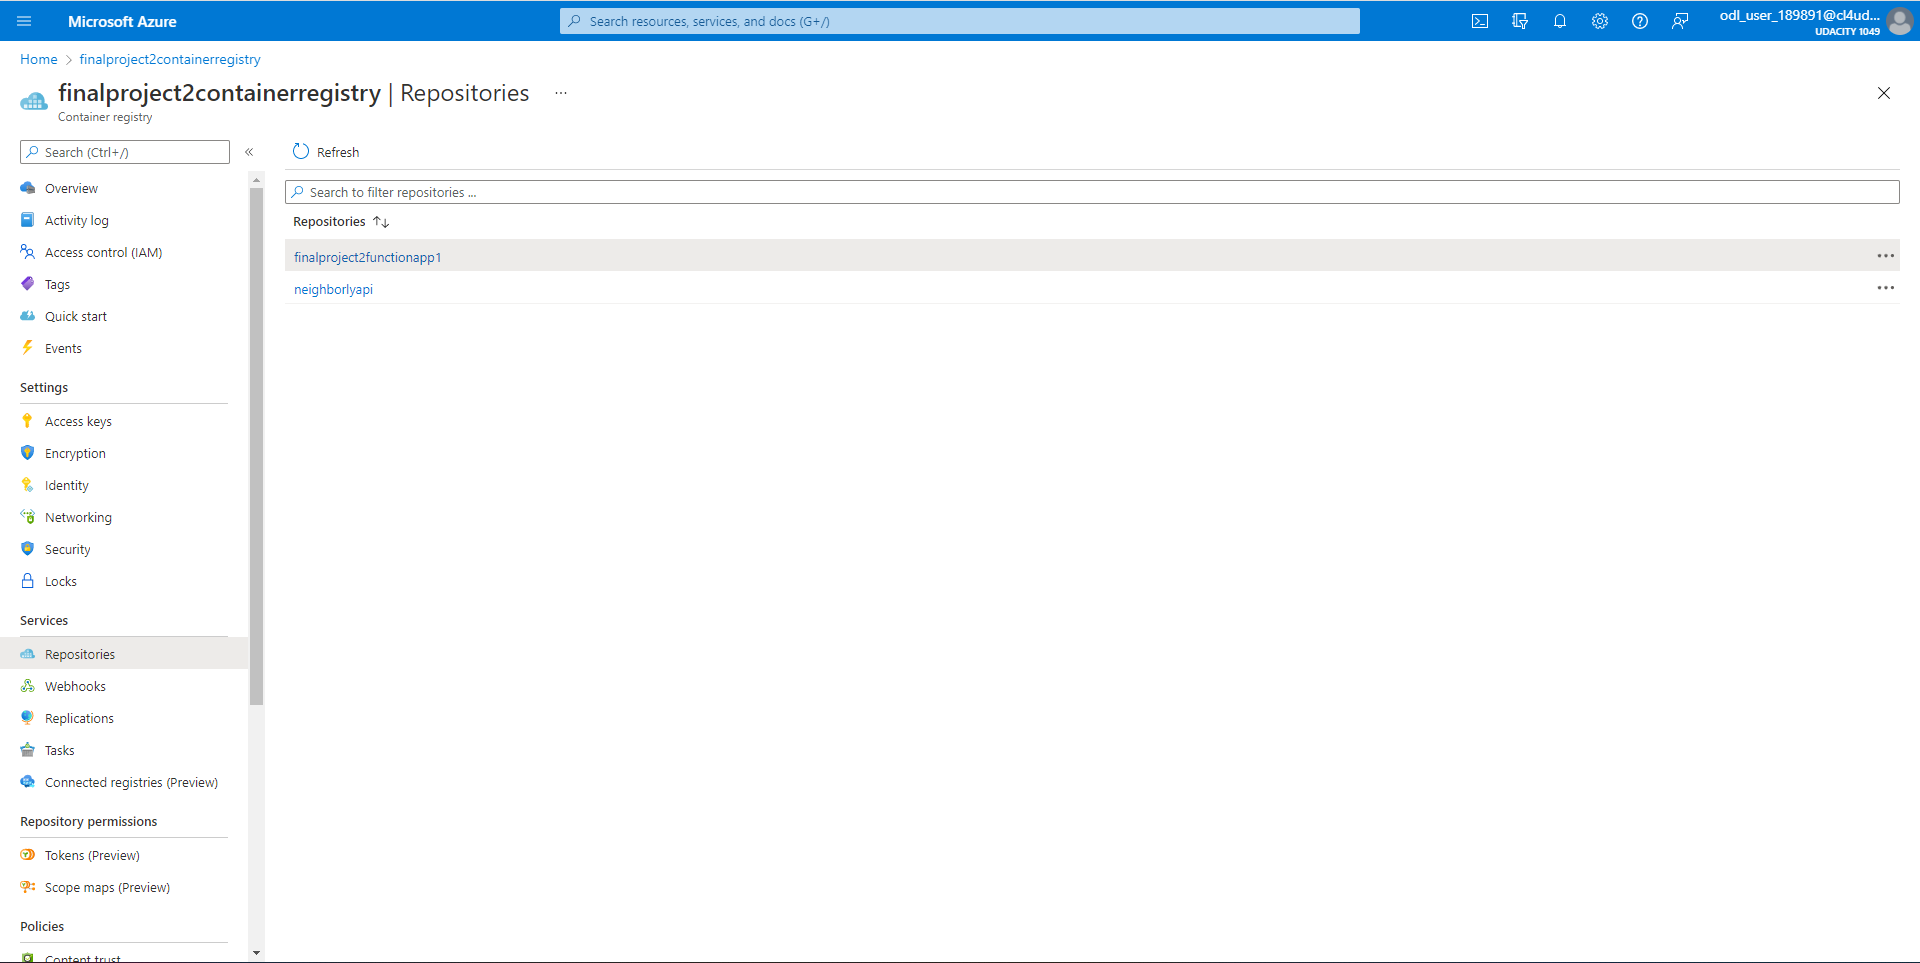 Microsoft Azure
Search resources, services, and docs (G+/)
odl_user_189891@cl4ud...
UDACITY 1049
Home > finalproject2containerregistry
finalproject2containerregistry | Repositories ...
Container registry
Search (Ctrl+/)
«
Overview
Activity log
Access control (IAM)
Tags
Quick start
Events
Settings
Access keys
Encryption
Identity
Networking
Security
Locks
Services
Repositories
Webhooks
Replications
Tasks
Connected registries (Preview)
Repository permissions
Tokens (Preview)
Scope maps (Preview)
Policies
Content trust
Refresh
Search to filter repositories ...
Repositories ↑↓
finalproject2functionapp1
neighborlyapi